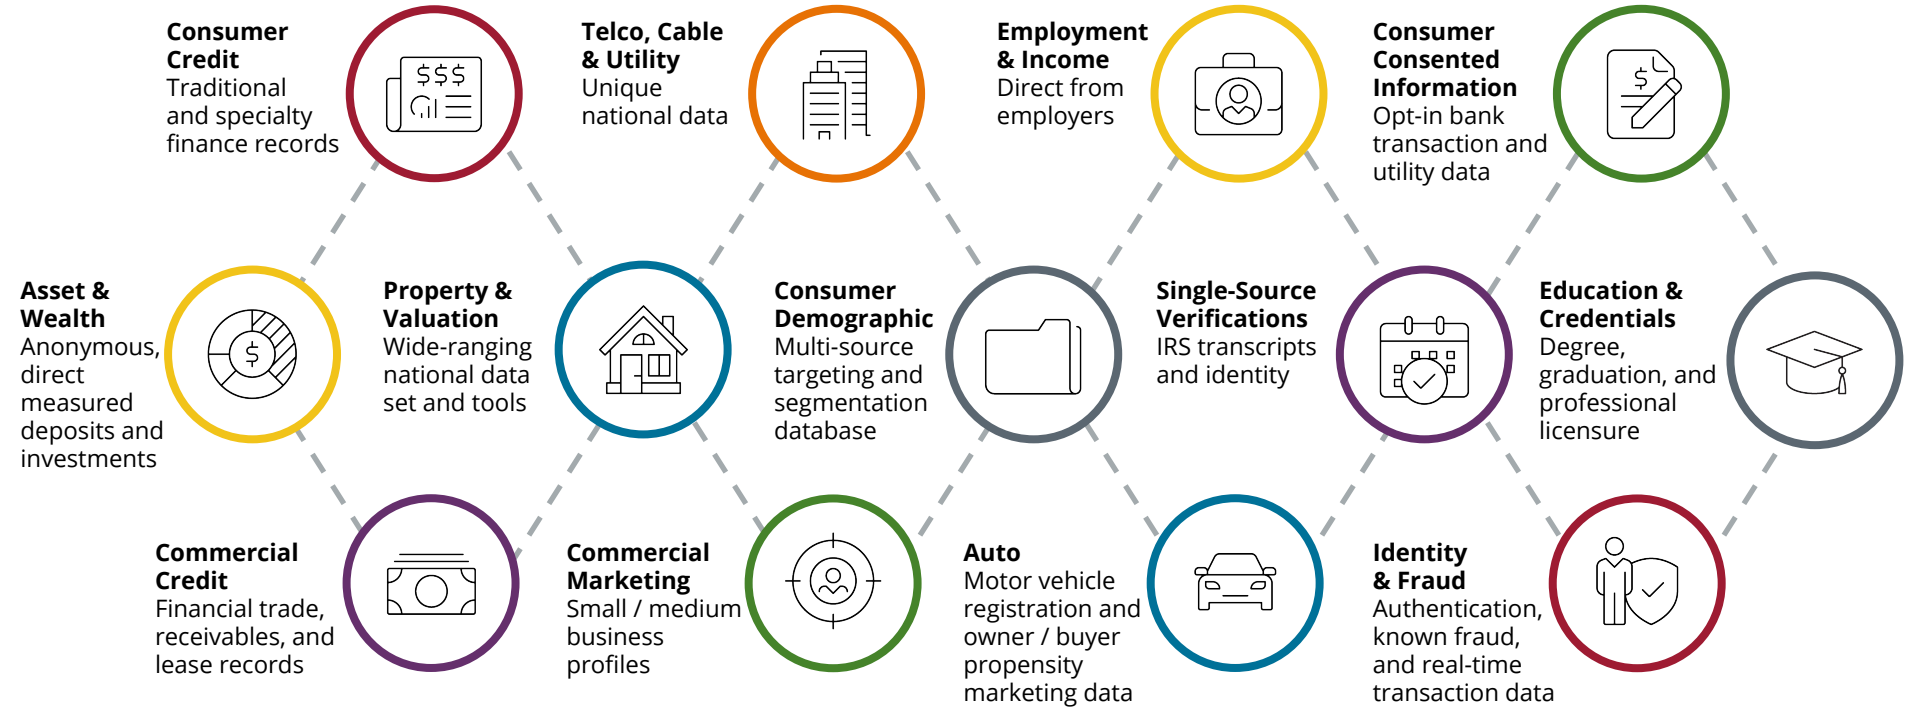 Consumer
Credit
Traditional
and specialty
finance records
$$$
Telco, Cable
& Utility
Unique
national data
Employment
& Income
Direct from
employers
Consumer
Consented
Information
Opt-in bank
transaction and
utility data
$
Asset &
Wealth
Anonymous,
direct
measured
deposits and
investments
$
Property &
Valuation
Wide-ranging
national data
set and tools
Consumer
Demographic
Multi-source
targeting and
segmentation
database
Single-Source
Verifications
IRS transcripts
and identity
Education &
Credentials
Degree,
graduation, and
professional
licensure
Commercial
Credit
Financial trade,
receivables, and
lease records
Commercial
Marketing
Small / medium
business
profiles
Auto
Motor vehicle
registration and
owner / buyer
propensity
marketing data
Identity
& Fraud
Authentication,
known fraud,
and real-time
transaction data